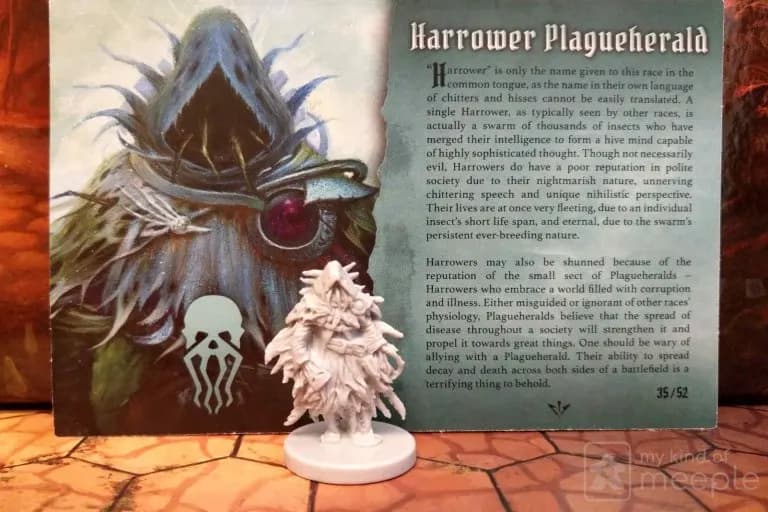 Harrower Plagueherald
"Harrower" is only the name given to this race in the
common tongue, as the name in their own language
of chitters and hisses cannot be easily translated. A
single Harrower, as typically seen by other races, is
actually a swarm of thousands of insects who have
merged their intelligence to form a hive mind capable
of highly sophisticated thought. Though not necessarily
evil, Harrowers do have a poor reputation in polite
society due to their nightmarish nature, unnerving
chittering speech and unique nihilistic perspective.
Their lives are at once very fleeting, due to an individual
insect's short life span, and eternal, due to the swarm's
persistent ever-breeding nature.
Harrowers may also be shunned because of the
reputation of the small sect of Plagueheralds –
Harrowers who embrace a world filled with corruption
and illness. Either misguided or ignorant of other races'
physiology, Plagueheralds believe that the spread of
disease throughout a society will strengthen it and
propel it towards great things. One should be wary of
allying with a Plagueherald. Their ability to spread
decay and death across both sides of a battlefield is a
terrifying thing to behold.
35/52
my kind of
meeple